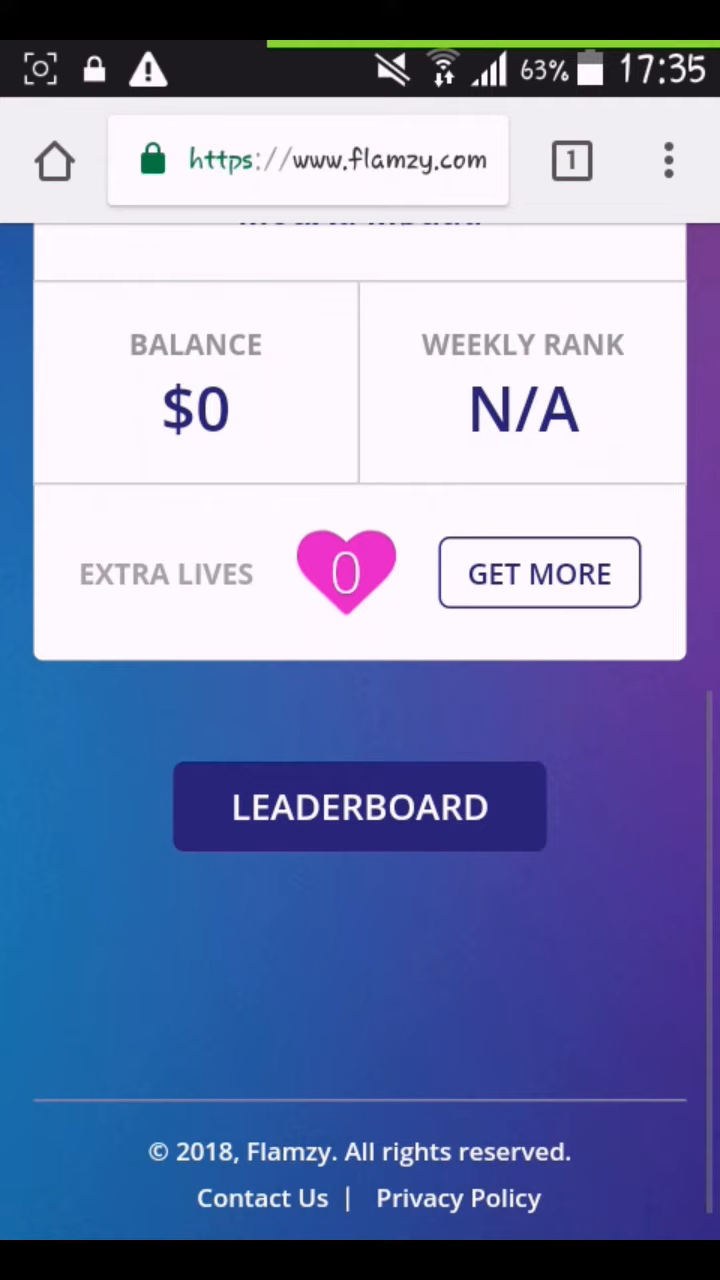 63% 17:35
https://www.flamzy.com 1
BALANCE WEEKLY RANK
$0 N/A
EXTRA LIVES 0 GET MORE
LEADERBOARD
© 2018, Flamzy. All rights reserved.
Contact Us | Privacy Policy